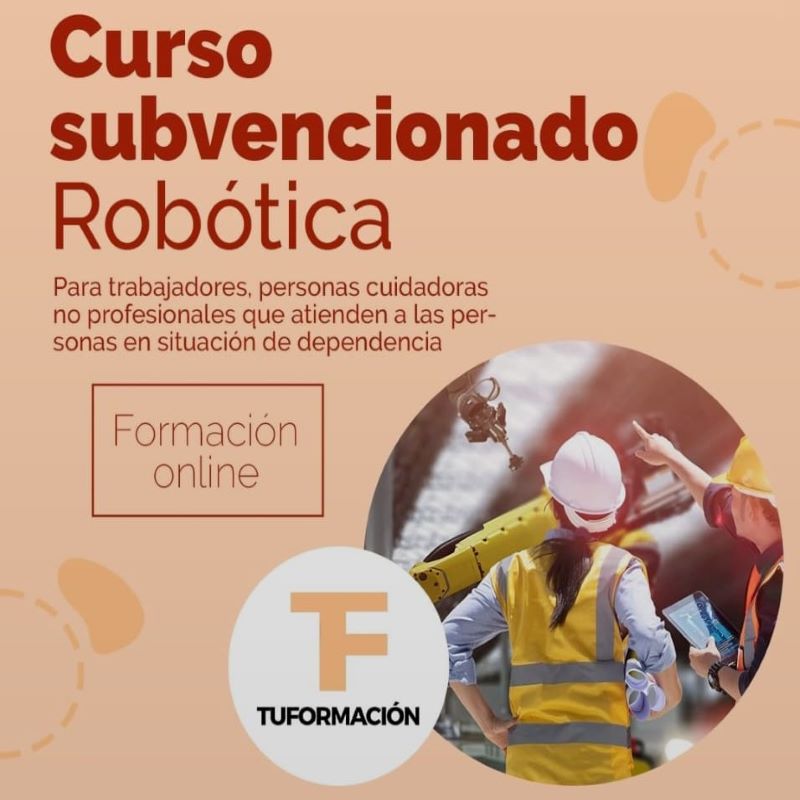 Curso
subvencionado
Robótica
Para trabajadores, personas cuidadoras
no profesionales que atienden a las per-
sonas en situación de dependencia
Formación
online
TF
TUFORMACIÓN